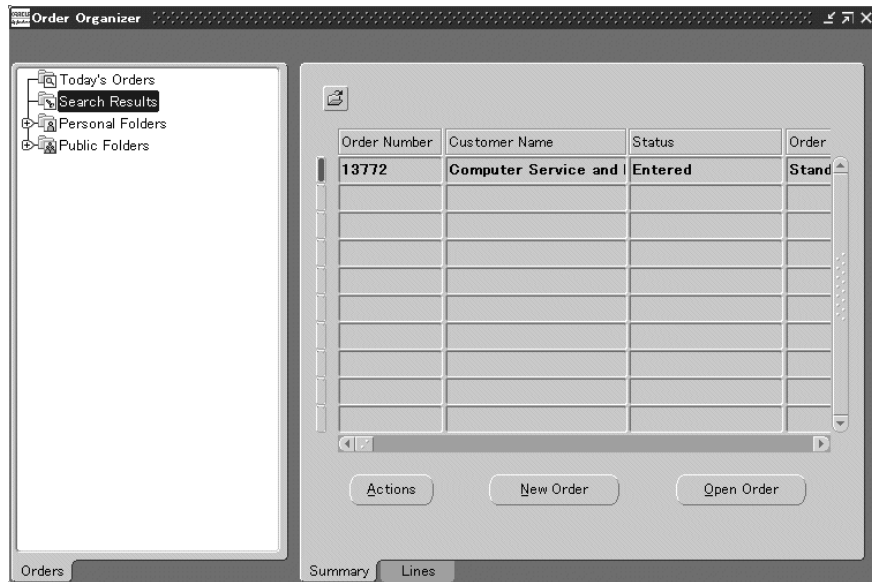 Order Organizer
Today's Orders
Search Results
Personal Folders
Public Folders
Order Number Customer Name Status Order
13772 Computer Service and Entered Stand
Actions New Order Open Order
Orders Summary Lines